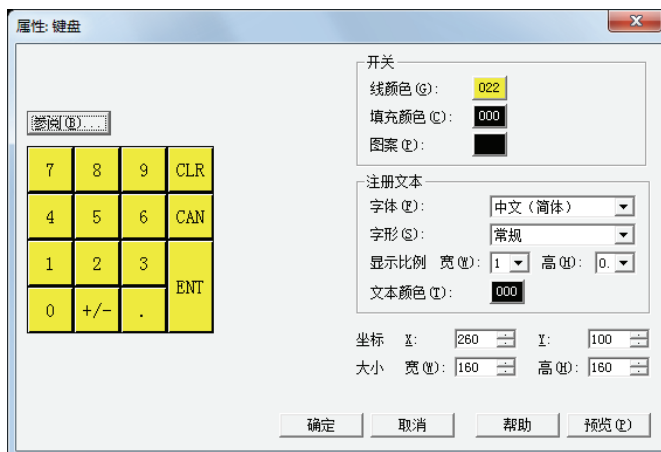 属性: 键盘
X
参阅(B)...
7 8 9 CLR
4 5 6 CAN
1 2 3 ENT
0 +/- .
开关
线颜色(G): 022
填充颜色(C): 000
图案(P):
注册文本
字体(F): 中文（简体）
字形(S): 常规
显示比例 宽(W): 1 高(H): 0.
文本颜色(T): 000
坐标 X: 260 Y: 100
大小 宽(W): 160 高(H): 160
确定 取消 帮助 预览(P)